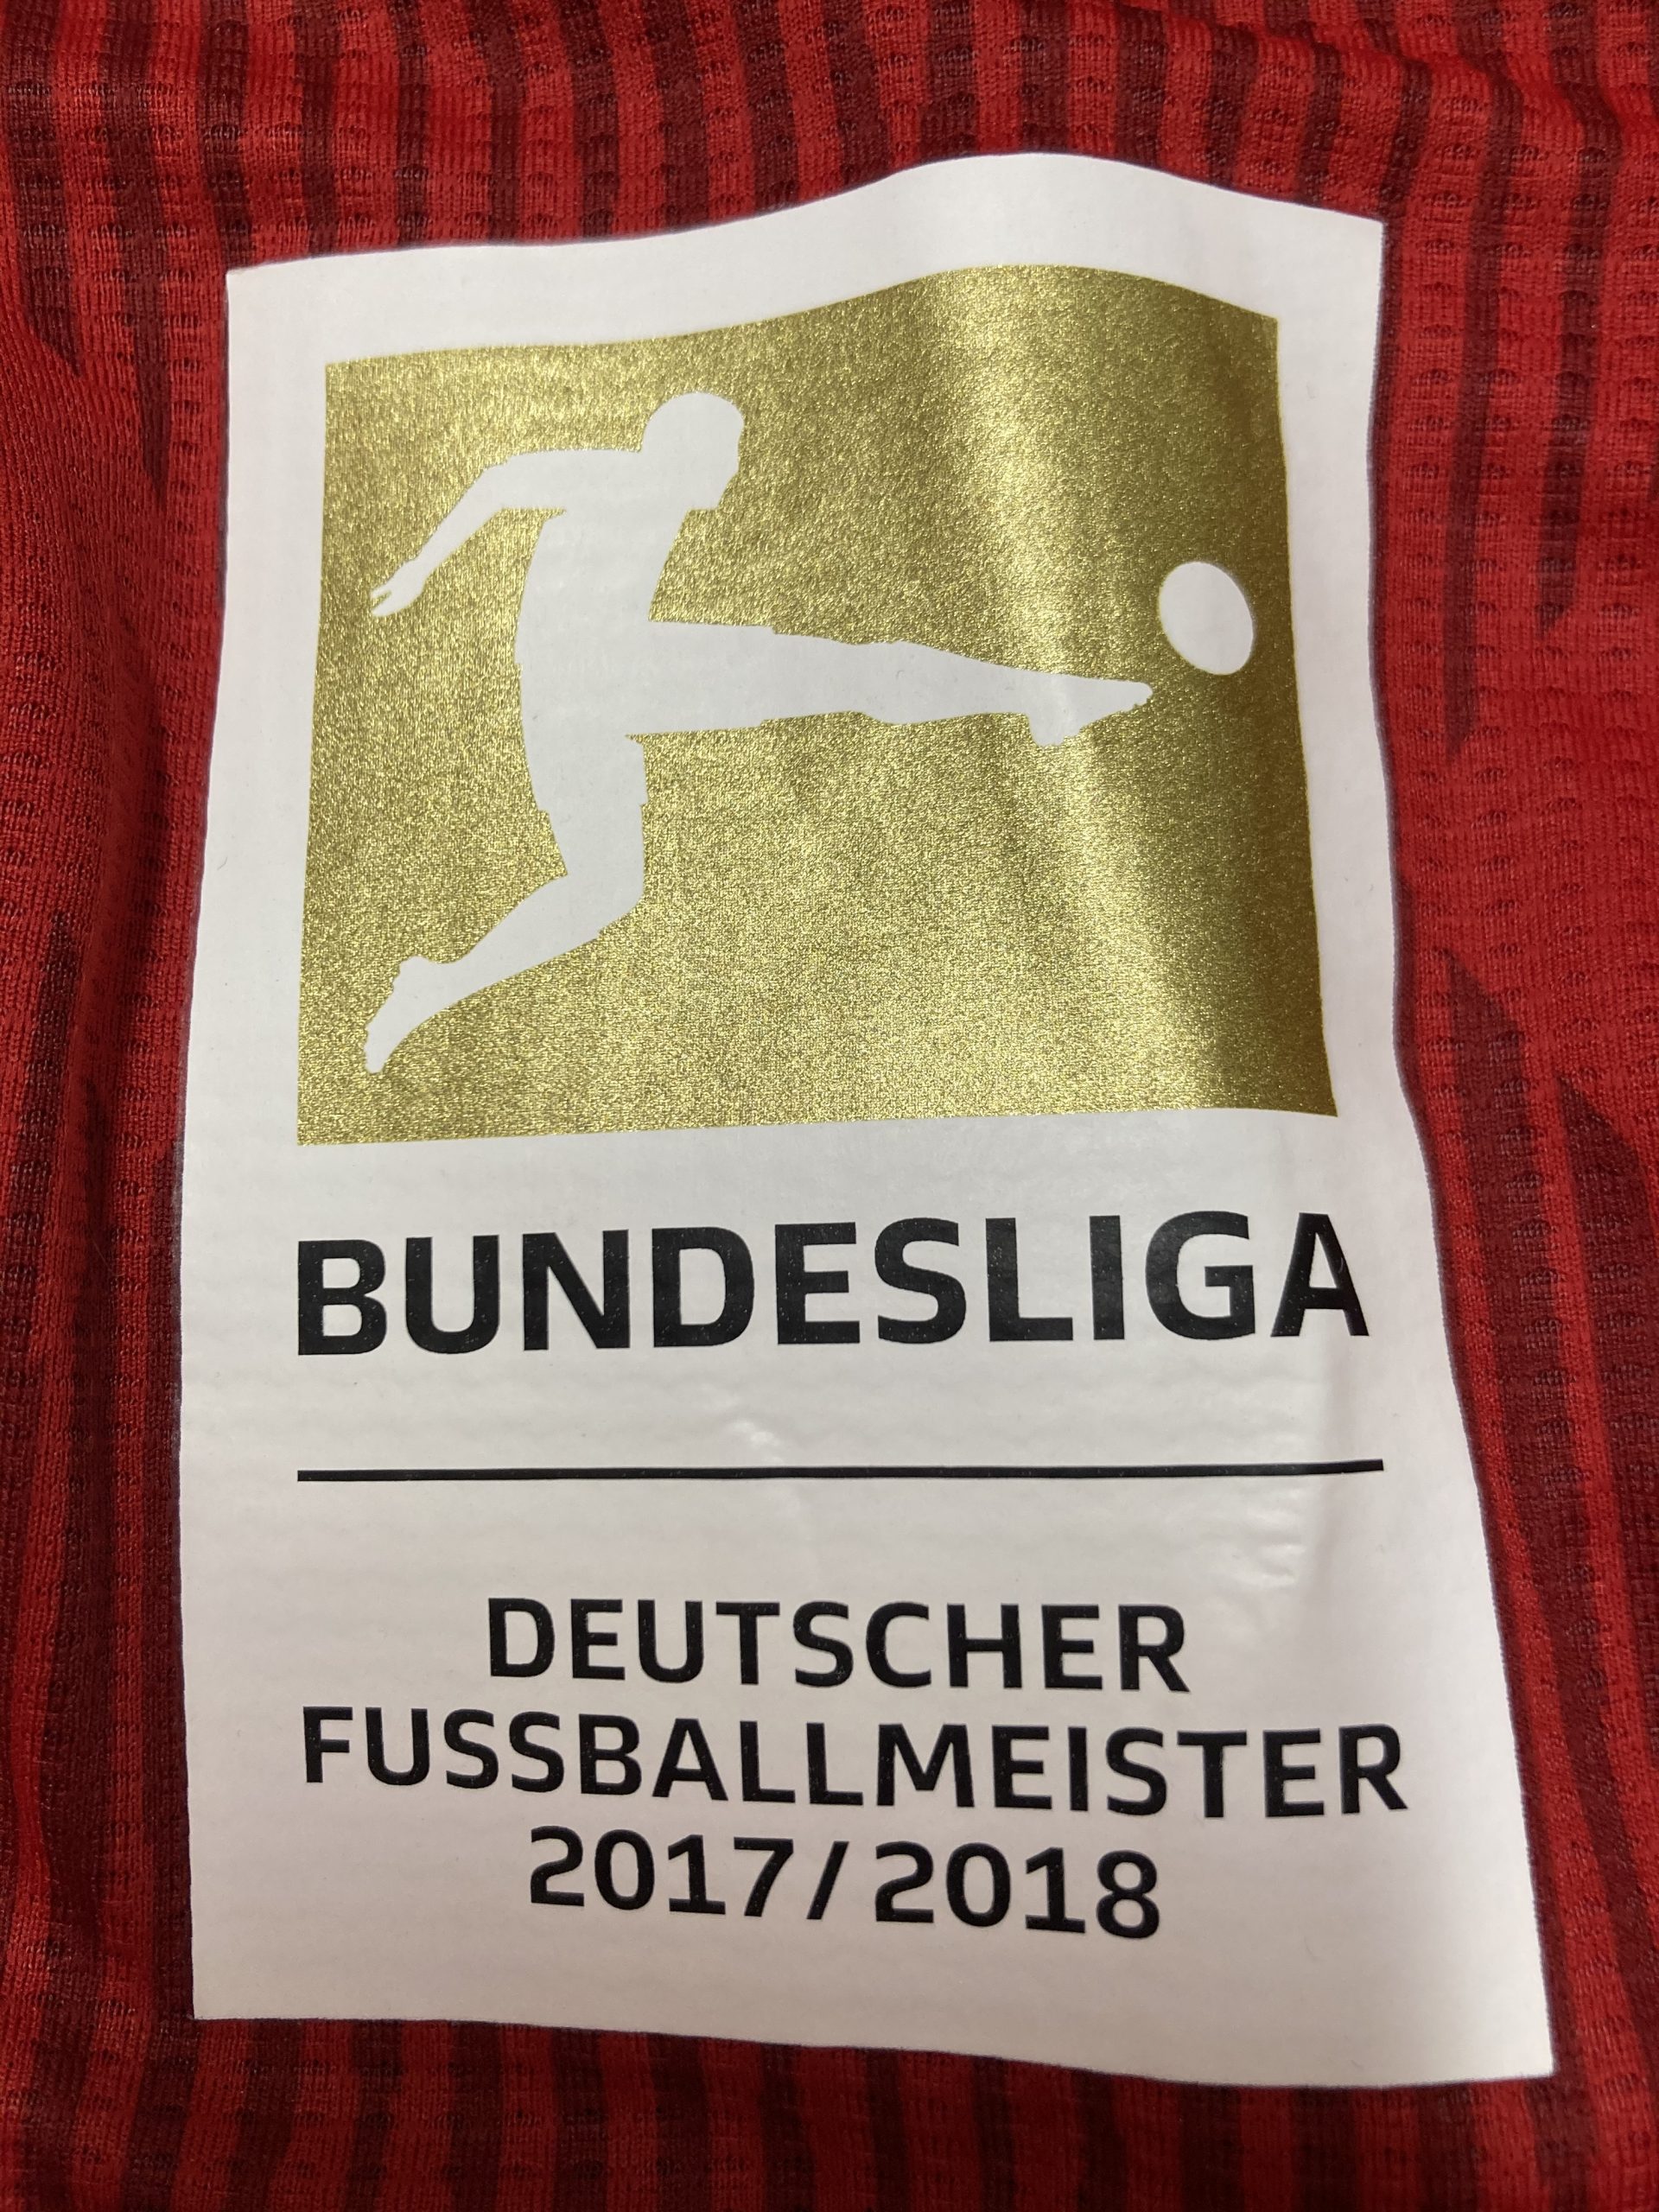 BUNDESLIGA
DEUTSCHER
FUSSBALLMEISTER
2017/2018